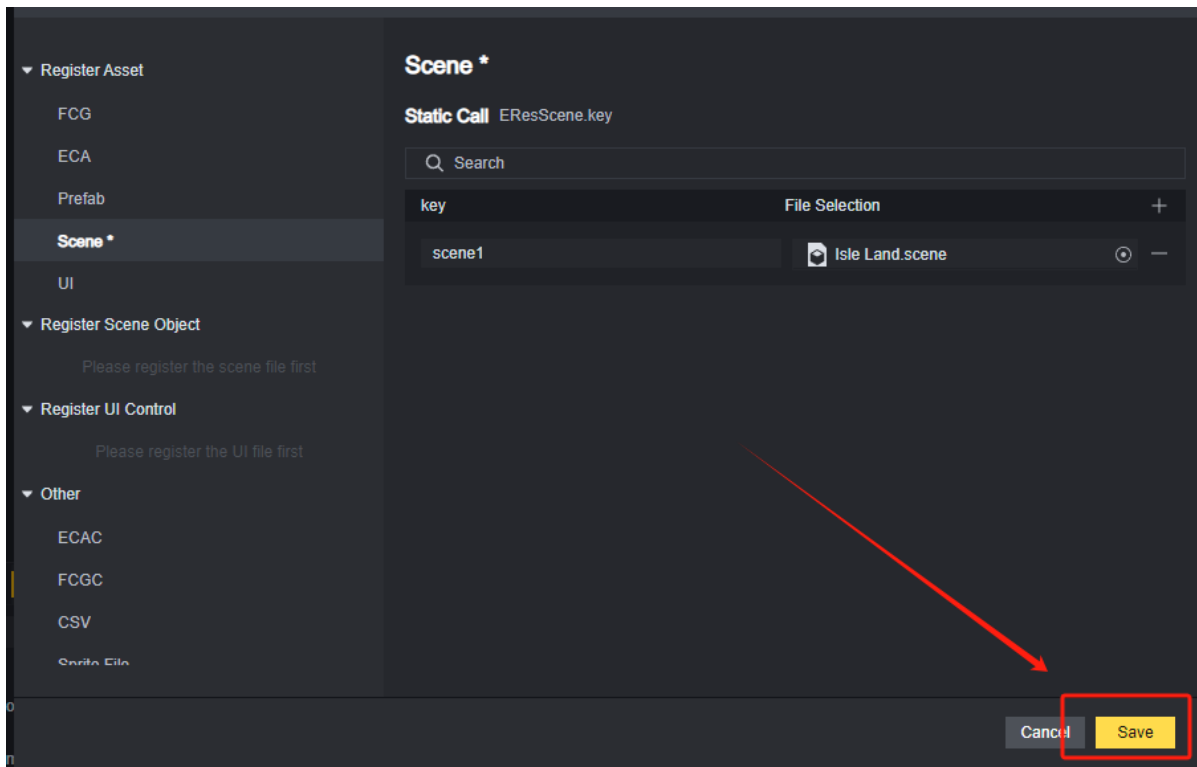 Register Asset
FCG
ECA
Prefab
Scene *
UI
Register Scene Object
Please register the scene file first
Register UI Control
Please register the UI file first
Other
ECAC
FCGC
CSV
Sprite File
Scene *
Static Call EResScene.key
Search
key File Selection
scene1 Isle Land.scene
Cancel Save